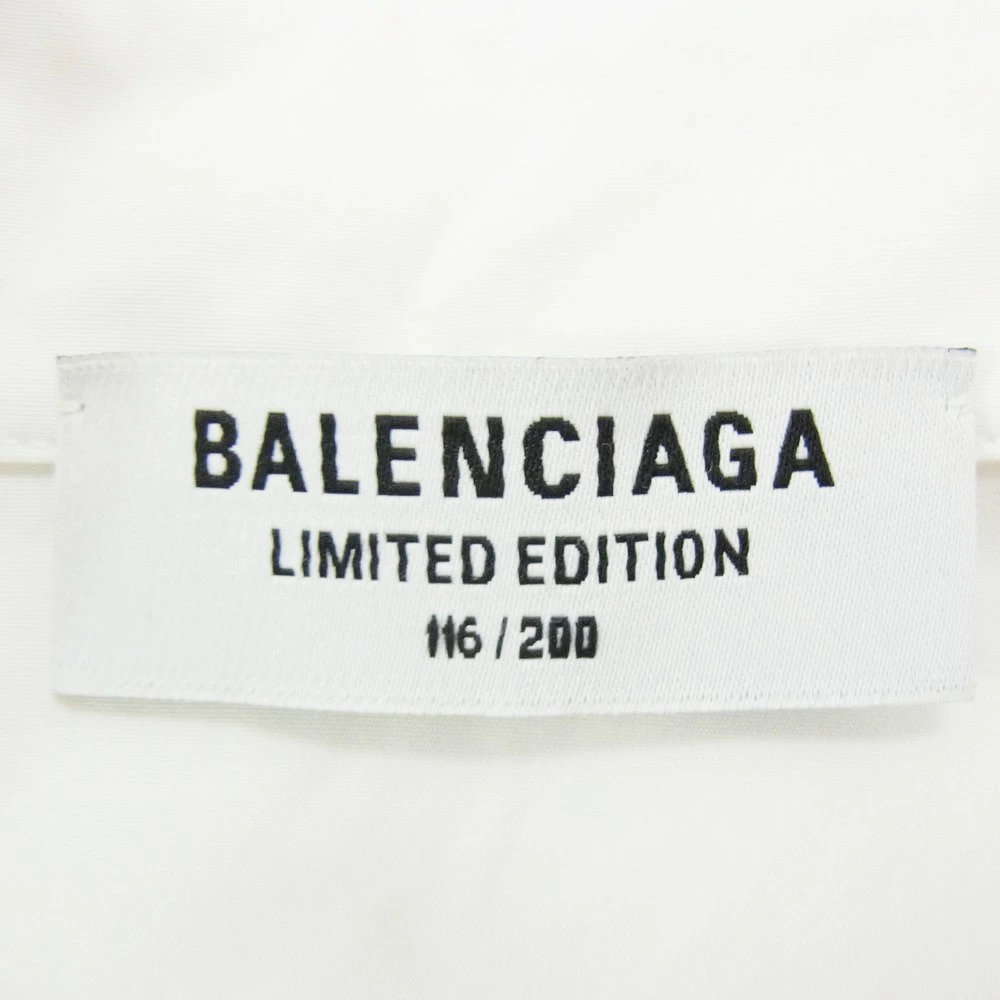 BALENCIAGA
LIMITED EDITION
116 / 200